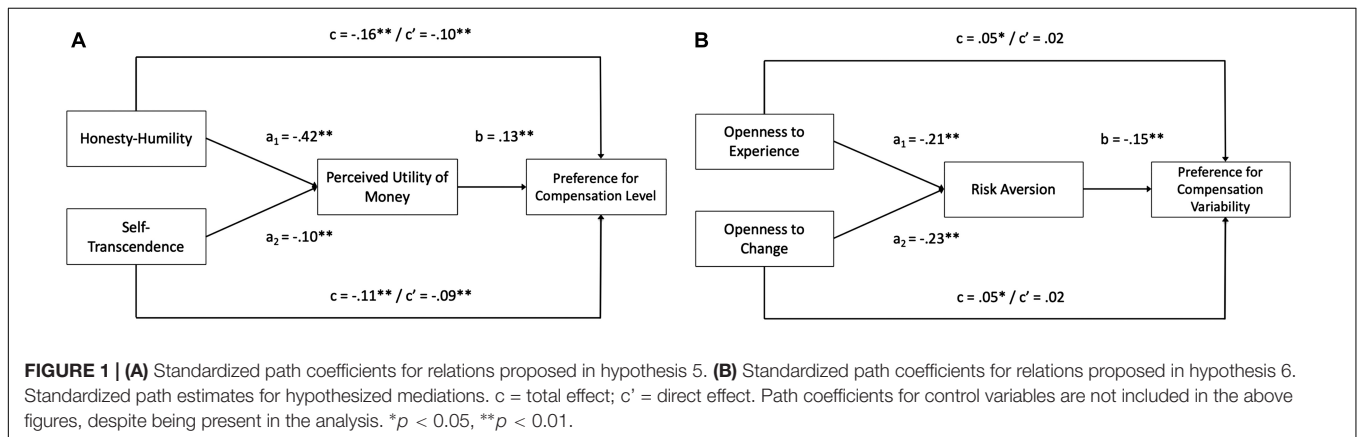 A
c = -.16** / c' = -.10**
Honesty-Humility
a₁ = -.42**
b = .13**
Perceived Utility of
Money
Preference for
Compensation Level
Self-
Transcendence
a₂ = -.10**
c = -.11** / c' = -.09**
B
c = .05* / c' = .02
Openness to
Experience
a₁ = -.21**
b = -.15**
Risk Aversion
Preference for
Compensation
Variability
Openness to
Change
a₂ = -.23**
c = .05* / c' = .02
FIGURE 1 | (A) Standardized path coefficients for relations proposed in hypothesis 5. (B) Standardized path coefficients for relations proposed in hypothesis 6.
Standardized path estimates for hypothesized mediations. c = total effect; c' = direct effect. Path coefficients for control variables are not included in the above
figures, despite being present in the analysis. *p < 0.05, **p < 0.01.